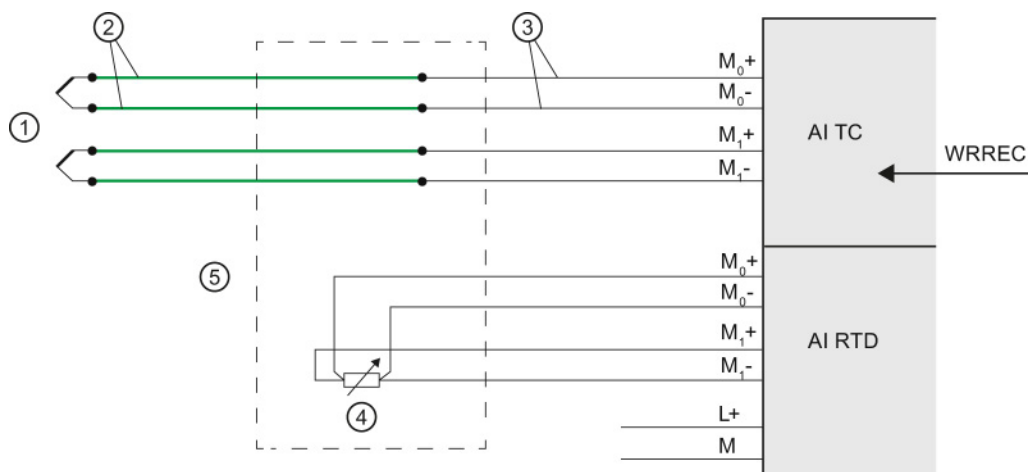 ② ③
M₀+
M₀-
① AI TC
M₁+
WRREC
M₁-
M₀+
⑤
M₀-
M₁+
AI RTD
M₁-
④
L+
M